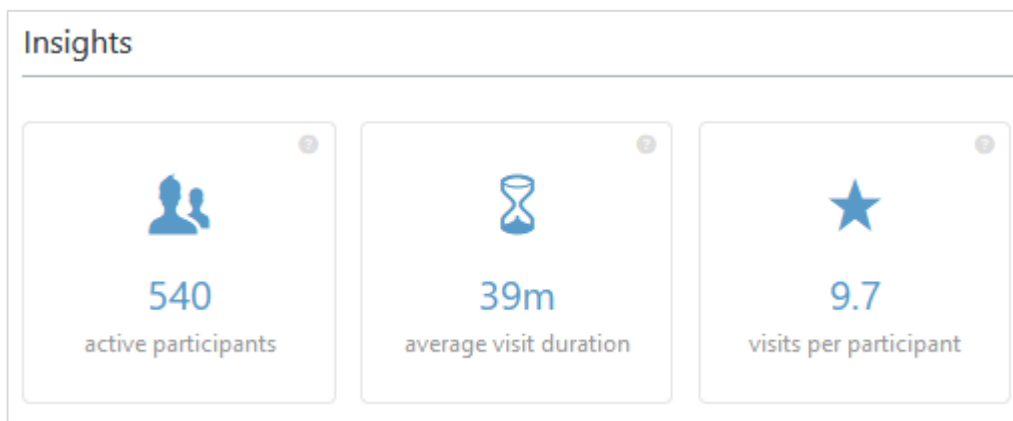 Insights
540
active participants
39m
average visit duration
9.7
visits per participant